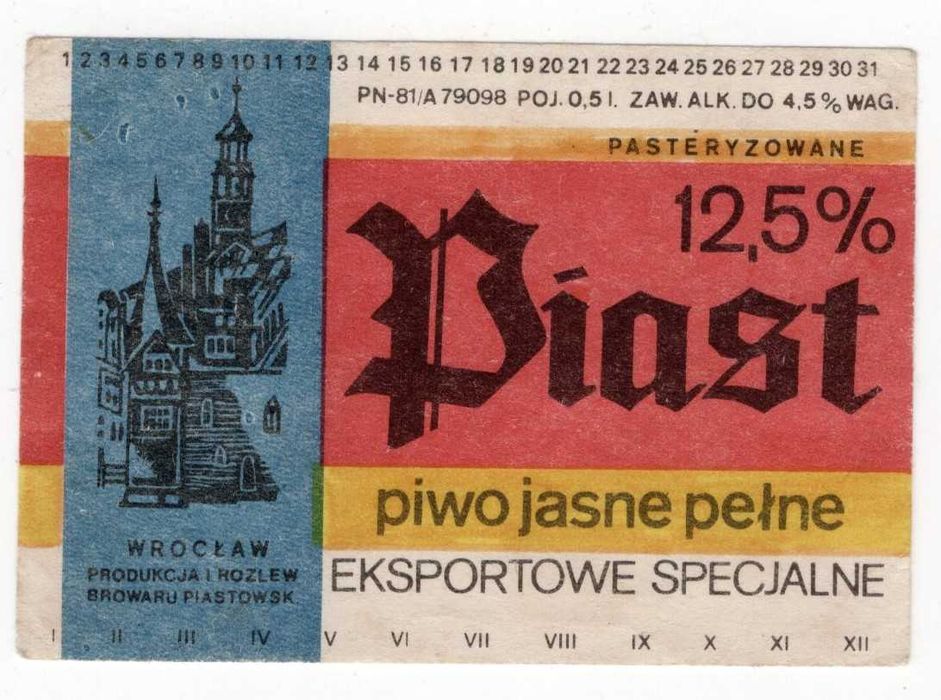 1 2 3 4 5 6 7 8 9 10 11 12 13 14 15 16 17 18 19 20 21 22 23 24 25 26 27 28 29 30 31
PN-81/A 79098 POJ. 0,5 l. ZAW. ALK. DO 4,5% WAG.
PASTERYZOWANE
12,5%
Piast
piwo jasne pełne
EKSPORTOWE SPECJALNE
WROCŁAW
PRODUKCJA I ROZLEW
BROWARU PIASTOWSK
I II III IV V VI VII VIII IX X XI XII